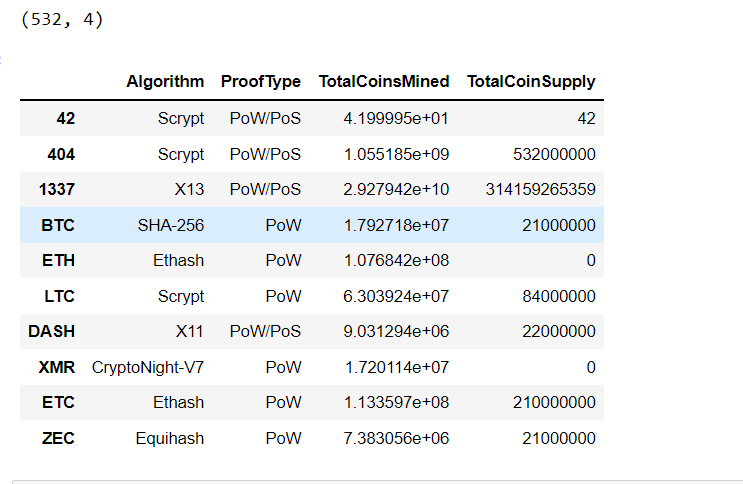 (532, 4)
Algorithm ProofType TotalCoinsMined TotalCoinSupply
42 Scrypt PoW/PoS 4.199995e+01 42
404 Scrypt PoW/PoS 1.055185e+09 532000000
1337 X13 PoW/PoS 2.927942e+10 314159265359
BTC SHA-256 PoW 1.792718e+07 21000000
ETH Ethash PoW 1.076842e+08 0
LTC Scrypt PoW 6.303924e+07 84000000
DASH X11 PoW/PoS 9.031294e+06 22000000
XMR CryptoNight-V7 PoW 1.720114e+07 0
ETC Ethash PoW 1.133597e+08 210000000
ZEC Equihash PoW 7.383056e+06 21000000